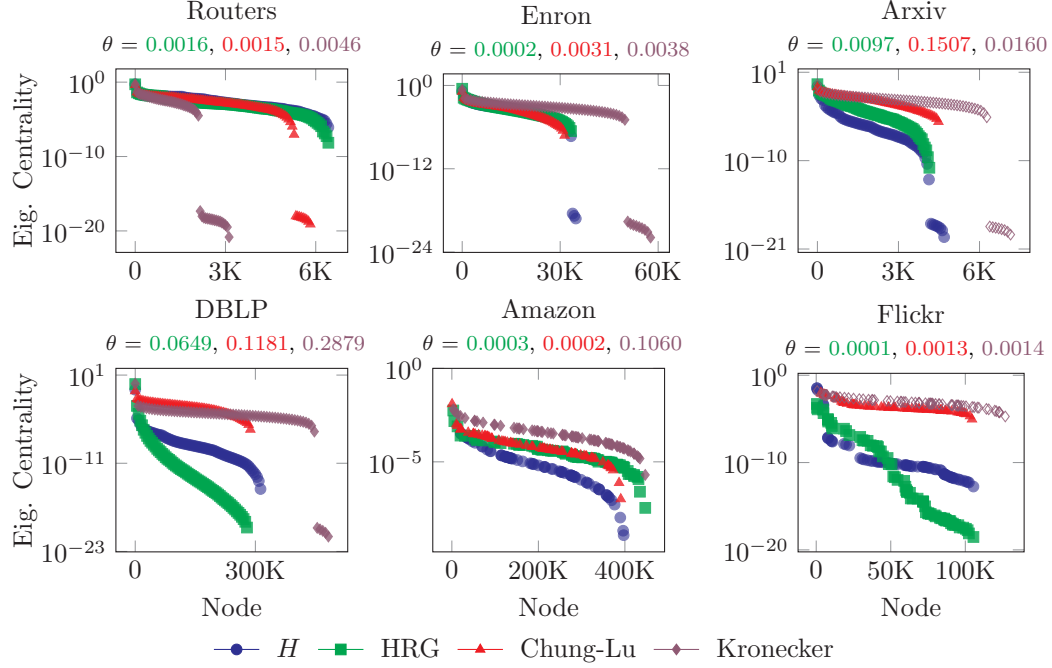 Routers
θ = 0.0016, 0.0015, 0.0046
Enron
θ = 0.0002, 0.0031, 0.0038
Arxiv
θ = 0.0097, 0.1507, 0.0160
Eig. Centrality
10^0
10^−10
10^−20
0 3K 6K
10^0
10^−12
10^−24
0 30K 60K
10^1
10^−10
10^−21
0 3K 6K
DBLP
θ = 0.0649, 0.1181, 0.2879
Amazon
θ = 0.0003, 0.0002, 0.1060
Flickr
θ = 0.0001, 0.0013, 0.0014
Eig. Centrality
10^1
10^−11
10^−23
0 300K
Node
10^0
10^−5
0 200K 400K
Node
10^0
10^−10
10^−20
0 50K 100K
Node
H HRG Chung-Lu Kronecker